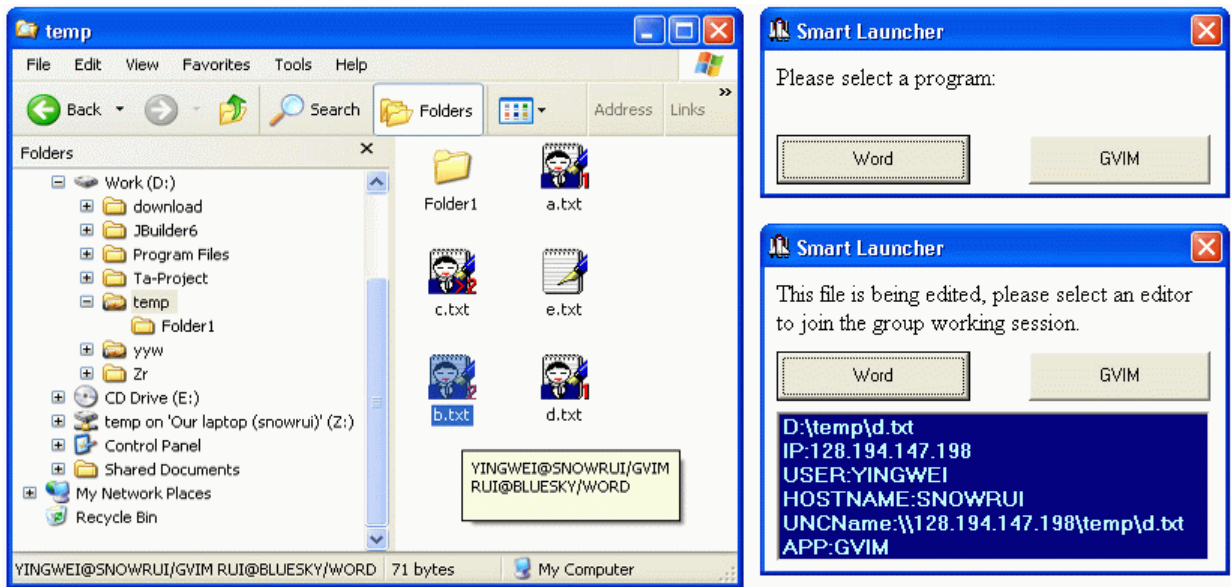 temp
File Edit View Favorites Tools Help
Back Search Folders Address Links »
Folders
Work (D:)
download
JBuilder6
Program Files
Ta-Project
temp
Folder1
yyw
Zr
CD Drive (E:)
temp on 'Our laptop (snowrui)' (Z:)
Control Panel
Shared Documents
My Network Places
Recycle Bin
Folder1
1
a.txt
2
c.txt
e.txt
2
b.txt
1
d.txt
YINGWEI@SNOWRUI/GVIM
RUI@BLUESKY/WORD
YINGWEI@SNOWRUI/GVIM RUI@BLUESKY/WORD 71 bytes My Computer
Smart Launcher
Please select a program:
Word GVIM
Smart Launcher
This file is being edited, please select an editor
to join the group working session.
Word GVIM
D:\temp\d.txt
IP:128.194.147.198
USER:YINGWEI
HOSTNAME:SNOWRUI
UNCName:\\128.194.147.198\temp\d.txt
APP:GVIM